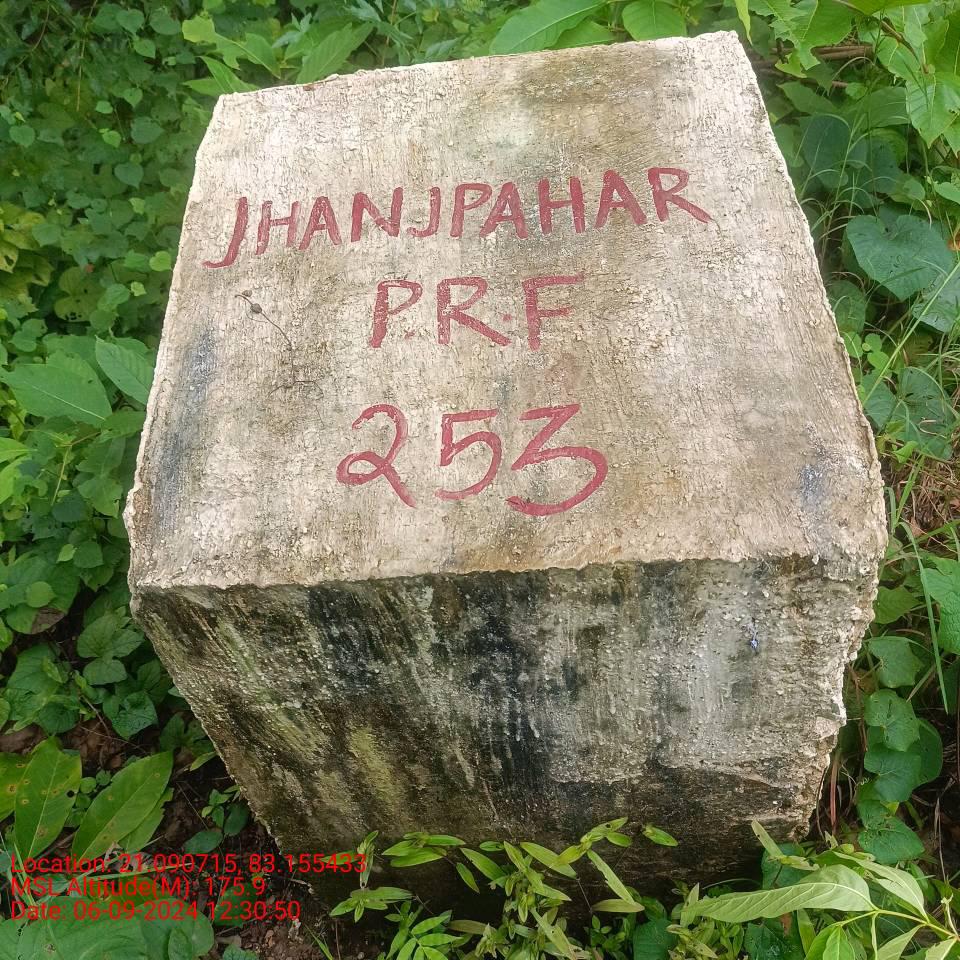 JHANJPAHAR
P.R.F
253
Location: 21.090715, 83.155433
MSL Altitude(M): 175.9
Date: 06-09-2024 12:30:50